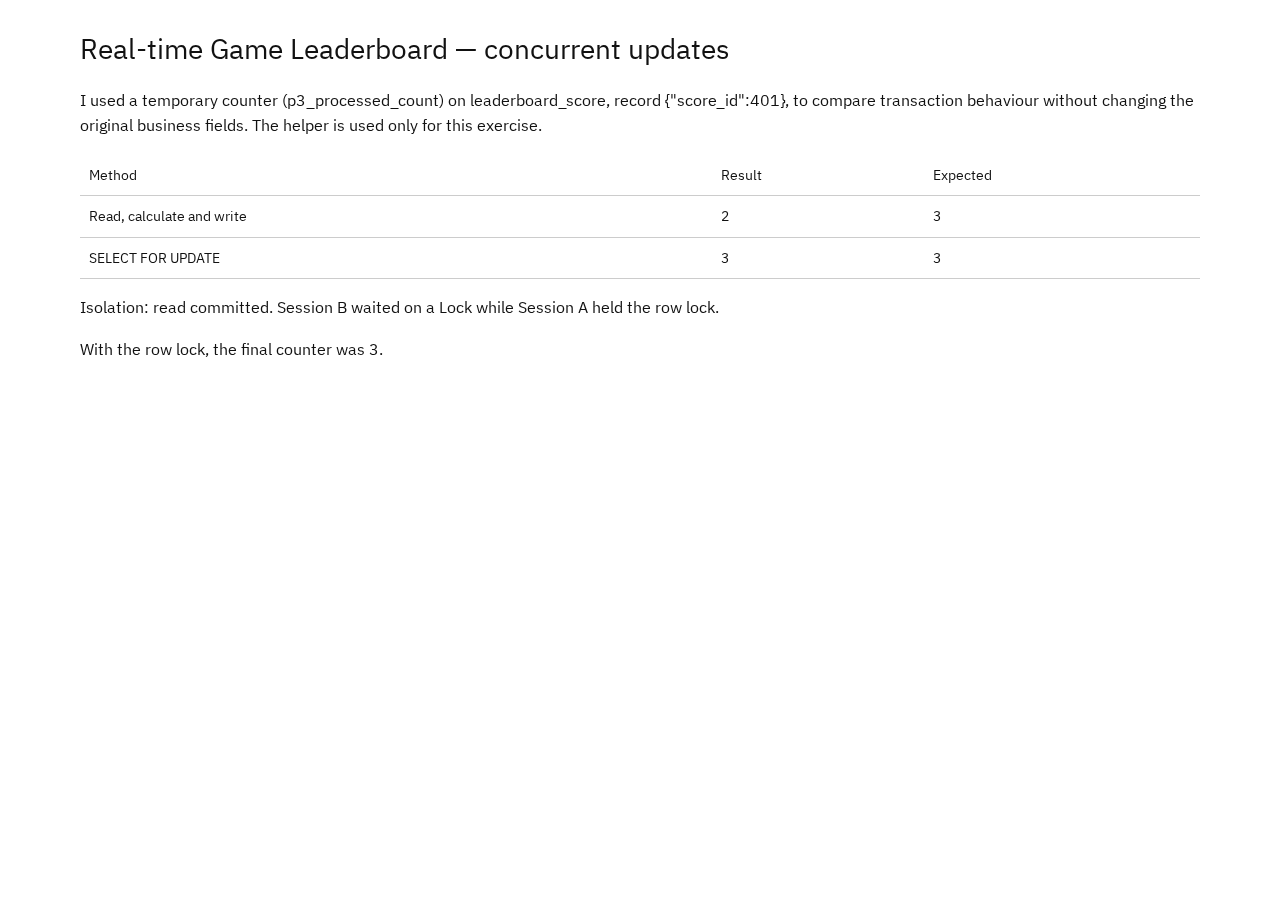 Real-time Game Leaderboard — concurrent updates
I used a temporary counter (p3_processed_count) on leaderboard_score, record {"score_id":401}, to compare transaction behaviour without changing the
original business fields. The helper is used only for this exercise.
Method Result Expected
Read, calculate and write 2 3
SELECT FOR UPDATE 3 3
Isolation: read committed. Session B waited on a Lock while Session A held the row lock.
With the row lock, the final counter was 3.